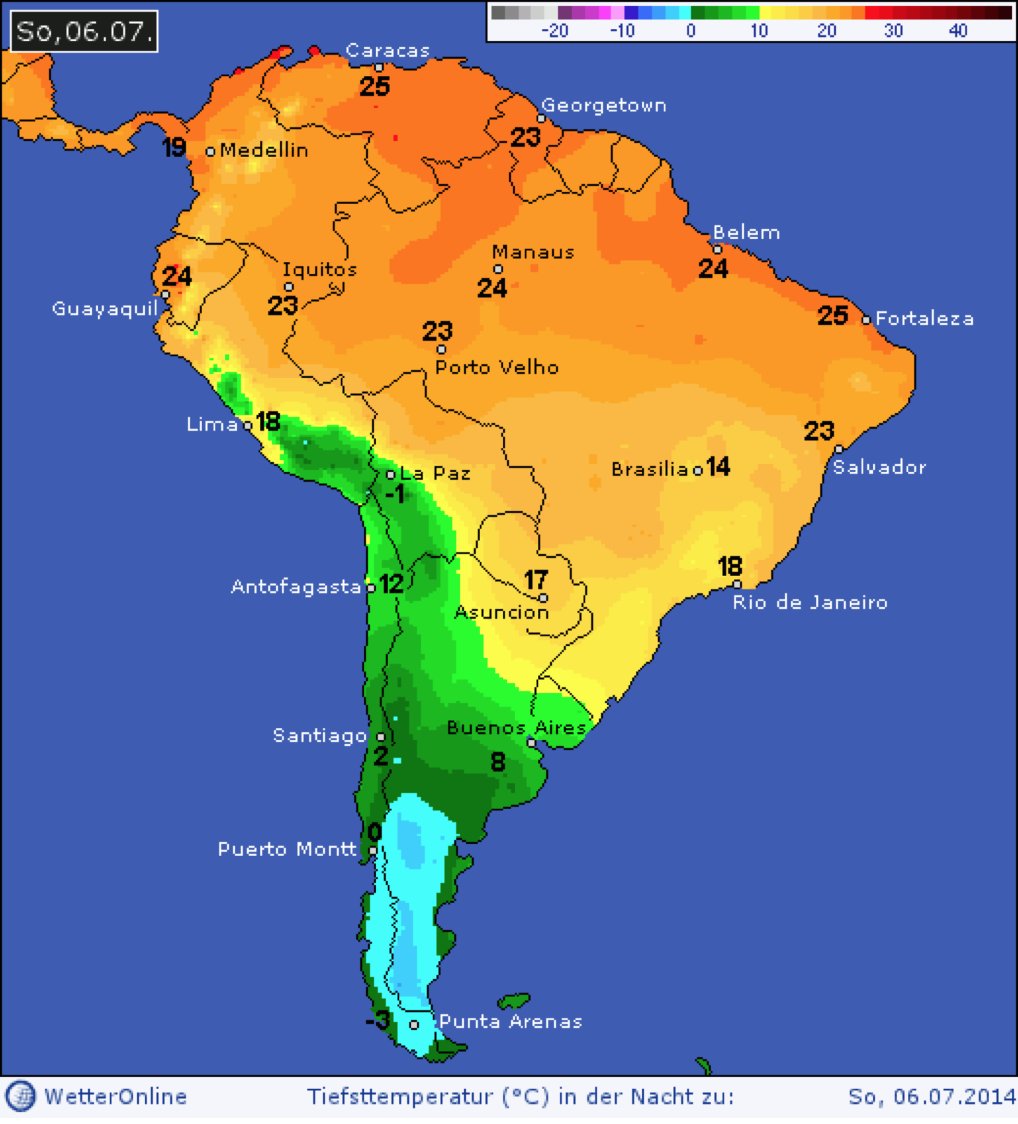 So,06.07.
-20 -10 0 10 20 30 40
Caracas
25
Georgetown
23
19 Medellin
Belem
24
Manaus
24
Iquitos
23
24
Guayaquil
25 Fortaleza
23
Porto Velho
Lima 18
23
Salvador
Brasilia 14
La Paz
-1
Antofagasta 12
17
Asuncion
18
Rio de Janeiro
Santiago
2
Buenos Aires
8
0
Puerto Montt
-3 Punta Arenas
WetterOnline Tiefsttemperatur (°C) in der Nacht zu: So, 06.07.2014